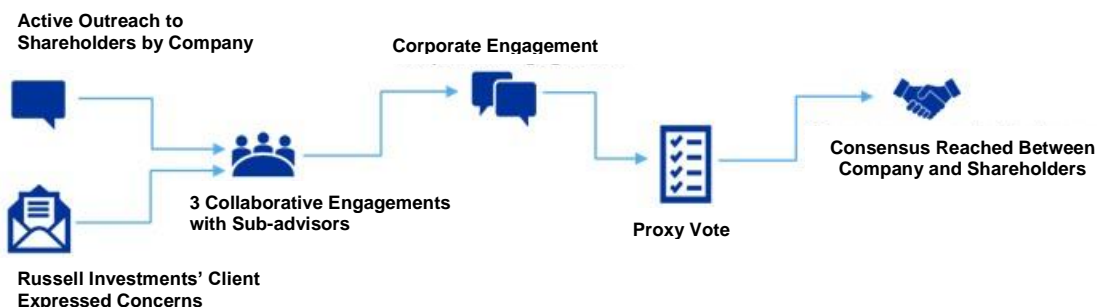 Active Outreach to
Shareholders by Company
Corporate Engagement
3 Collaborative Engagements
with Sub-advisors
Proxy Vote
Consensus Reached Between
Company and Shareholders
Russell Investments' Client
Expressed Concerns